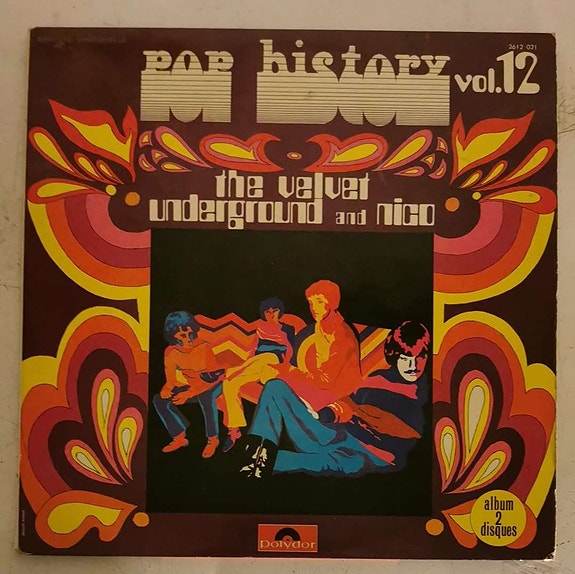 2612 021
pop history vol.12
the velvet
underground and nico
album
2
disques
polydor